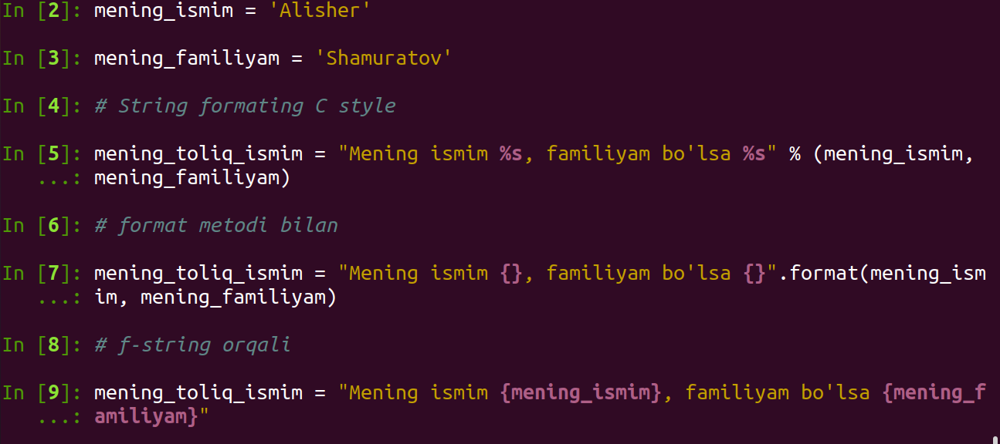 In [2]: mening_ismim = 'Alisher'
In [3]: mening_familiyam = 'Shamuratov'
In [4]: # String formating C style
In [5]: mening_toliq_ismim = "Mening ismim %s, familiyam bo'lsa %s" % (mening_ismim,
   ...: mening_familiyam)
In [6]: # format metodi bilan
In [7]: mening_toliq_ismim = "Mening ismim {}, familiyam bo'lsa {}".format(mening_ism
   ...: im, mening_familiyam)
In [8]: # f-string orqali
In [9]: mening_toliq_ismim = "Mening ismim {mening_ismim}, familiyam bo'lsa {mening_f
   ...: amiliyam}"